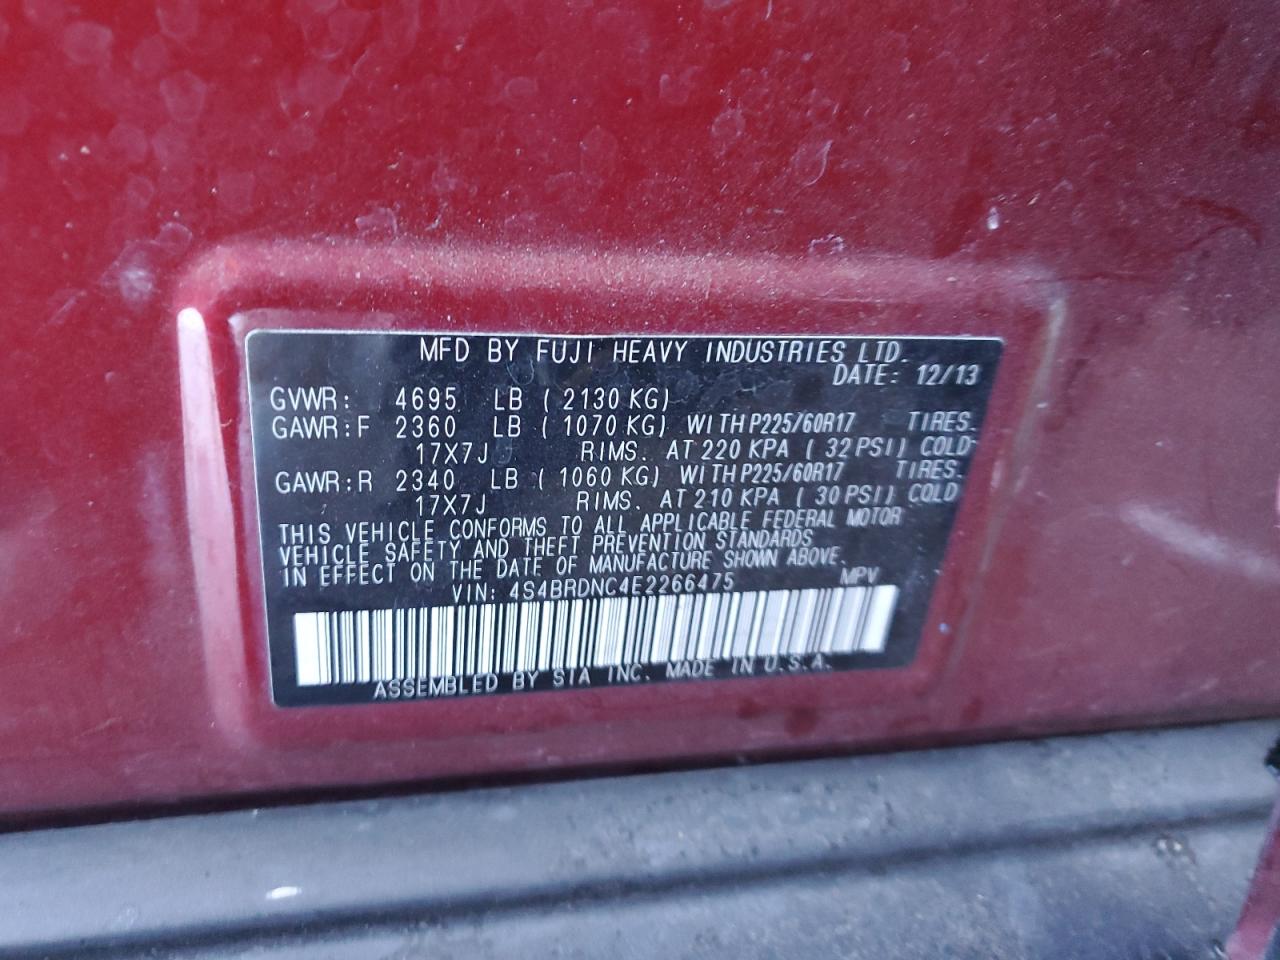 MFD BY FUJI HEAVY INDUSTRIES LTD.
DATE: 12/13
GVWR: 4695 LB (2130 KG)
GAWR:F 2360 LB (1070 KG) WITH P225/60R17 TIRES.
17X7J RIMS. AT 220 KPA (32 PSI) COLD
GAWR:R 2340 LB (1060 KG) WITH P225/60R17 TIRES.
17X7J RIMS. AT 210 KPA (30 PSI) COLD
THIS VEHICLE CONFORMS TO ALL APPLICABLE FEDERAL MOTOR
VEHICLE SAFETY AND THEFT PREVENTION STANDARDS
IN EFFECT ON THE DATE OF MANUFACTURE SHOWN ABOVE.
VIN: 4S4BRDNC4E2266475 MPV
ASSEMBLED BY SIA INC. MADE IN U.S.A.